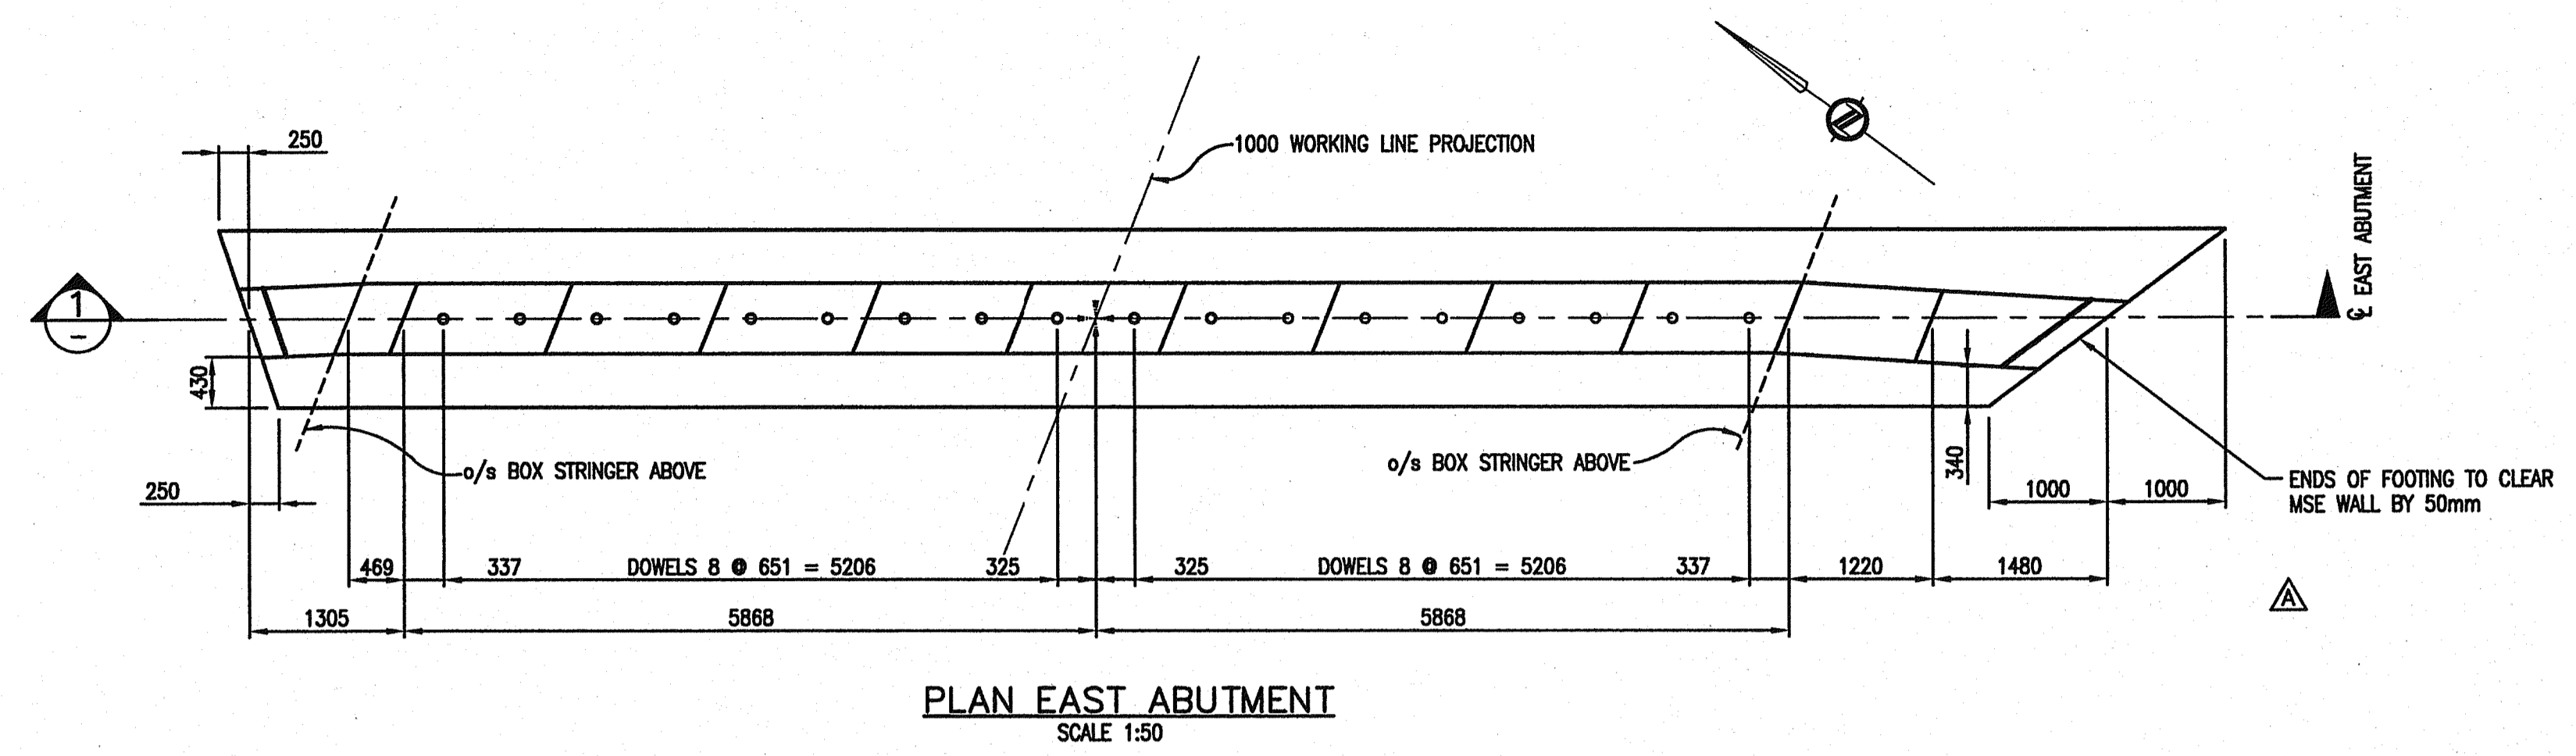 250
1000 WORKING LINE PROJECTION
℄ EAST ABUTMENT
1
-
430
o/s BOX STRINGER ABOVE
o/s BOX STRINGER ABOVE
340
250
1000
1000
ENDS OF FOOTING TO CLEAR
MSE WALL BY 50mm
469
337
DOWELS 8 @ 651 = 5206
325
325
DOWELS 8 @ 651 = 5206
337
1220
1480
A
1305
5868
5868
PLAN EAST ABUTMENT
SCALE 1:50